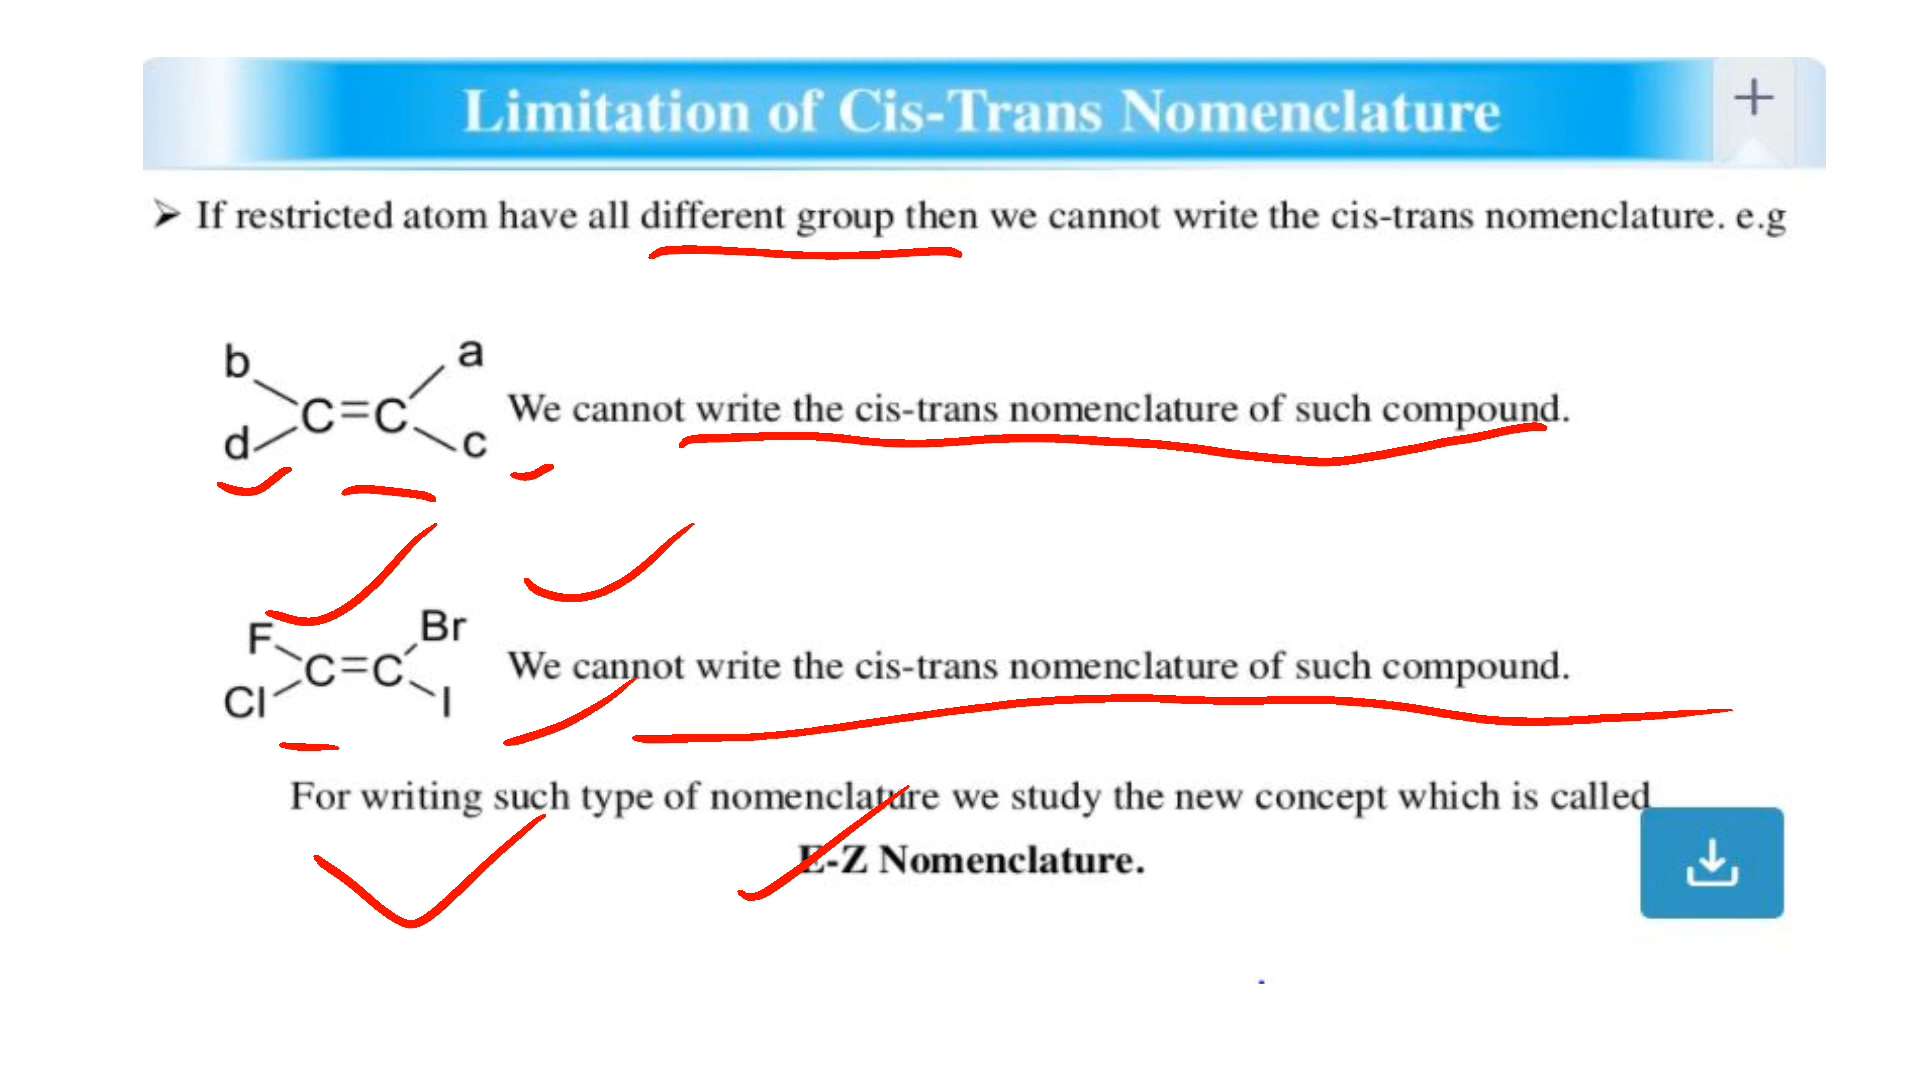 Limitation of Cis-Trans Nomenclature
+
➢ If restricted atom have all different group then we cannot write the cis-trans nomenclature. e.g
b a
C=C We cannot write the cis-trans nomenclature of such compound.
d c
F Br
C=C We cannot write the cis-trans nomenclature of such compound.
Cl I
For writing such type of nomenclature we study the new concept which is called
E-Z Nomenclature.